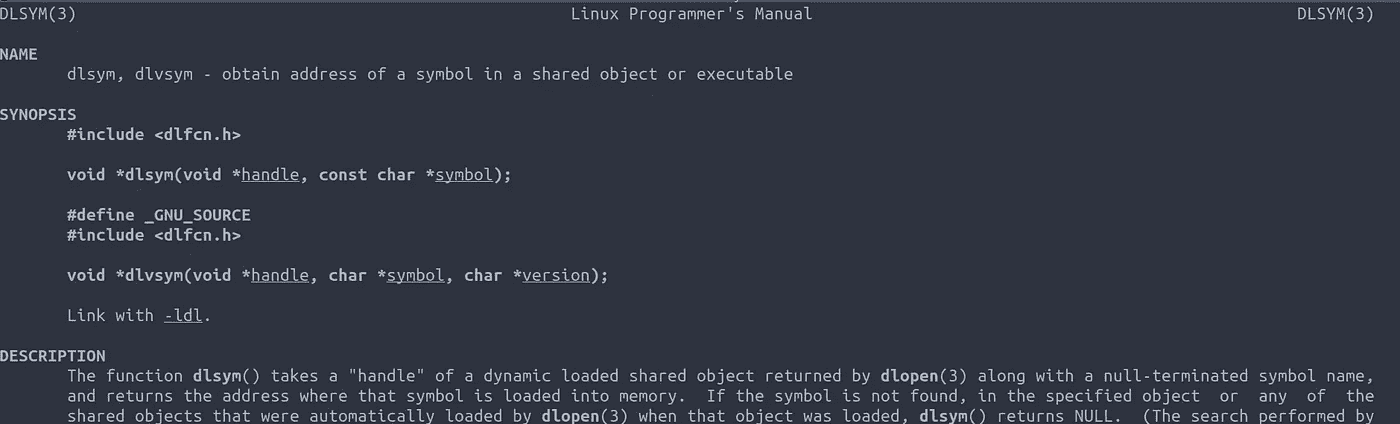 DLSYM(3) Linux Programmer's Manual DLSYM(3)
NAME
dlsym, dlvsym - obtain address of a symbol in a shared object or executable
SYNOPSIS
#include <dlfcn.h>
void *dlsym(void *handle, const char *symbol);
#define _GNU_SOURCE
#include <dlfcn.h>
void *dlvsym(void *handle, char *symbol, char *version);
Link with -ldl.
DESCRIPTION
The function dlsym() takes a "handle" of a dynamic loaded shared object returned by dlopen(3) along with a null-terminated symbol name,
and returns the address where that symbol is loaded into memory. If the symbol is not found, in the specified object or any of the
shared objects that were automatically loaded by dlopen(3) when that object was loaded, dlsym() returns NULL. (The search performed by